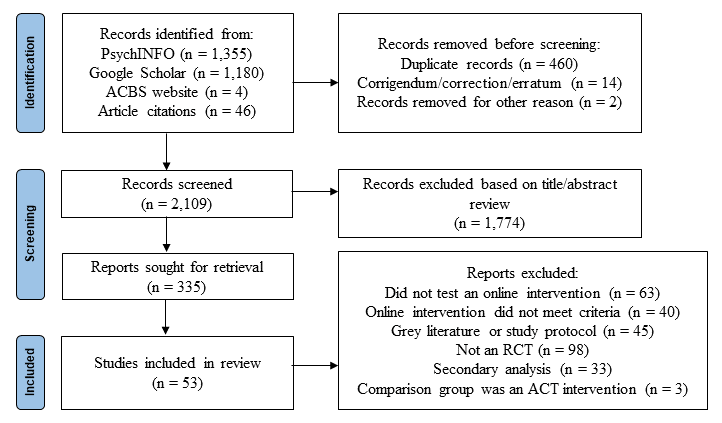 Identification
Records identified from:
PsychINFO (n = 1,355)
Google Scholar (n = 1,180)
ACBS website (n = 4)
Article citations (n = 46)
Records removed before screening:
Duplicate records (n = 460)
Corrigendum/correction/erratum (n = 14)
Records removed for other reason (n = 2)
Screening
Records screened
(n = 2,109)
Records excluded based on title/abstract
review
(n = 1,774)
Reports sought for retrieval
(n = 335)
Reports excluded:
Did not test an online intervention (n = 63)
Online intervention did not meet criteria (n = 40)
Grey literature or study protocol (n = 45)
Not an RCT (n = 98)
Secondary analysis (n = 33)
Comparison group was an ACT intervention (n = 3)
Included
Studies included in review
(n = 53)